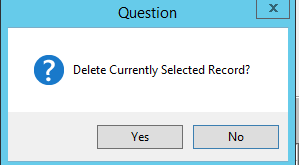 Question
Delete Currently Selected Record?
Yes
No